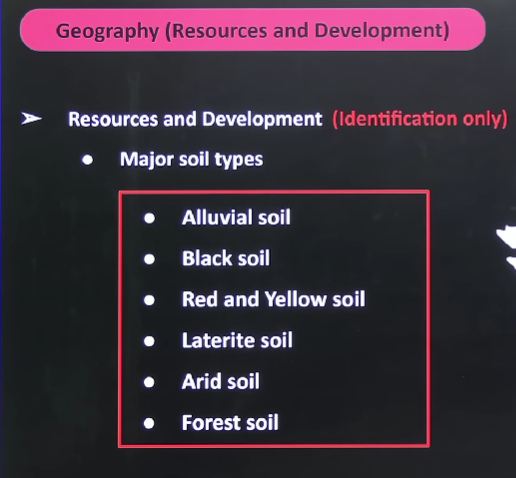 Geography (Resources and Development)
➢ Resources and Development (Identification only)
• Major soil types
• Alluvial soil
• Black soil
• Red and Yellow soil
• Laterite soil
• Arid soil
• Forest soil